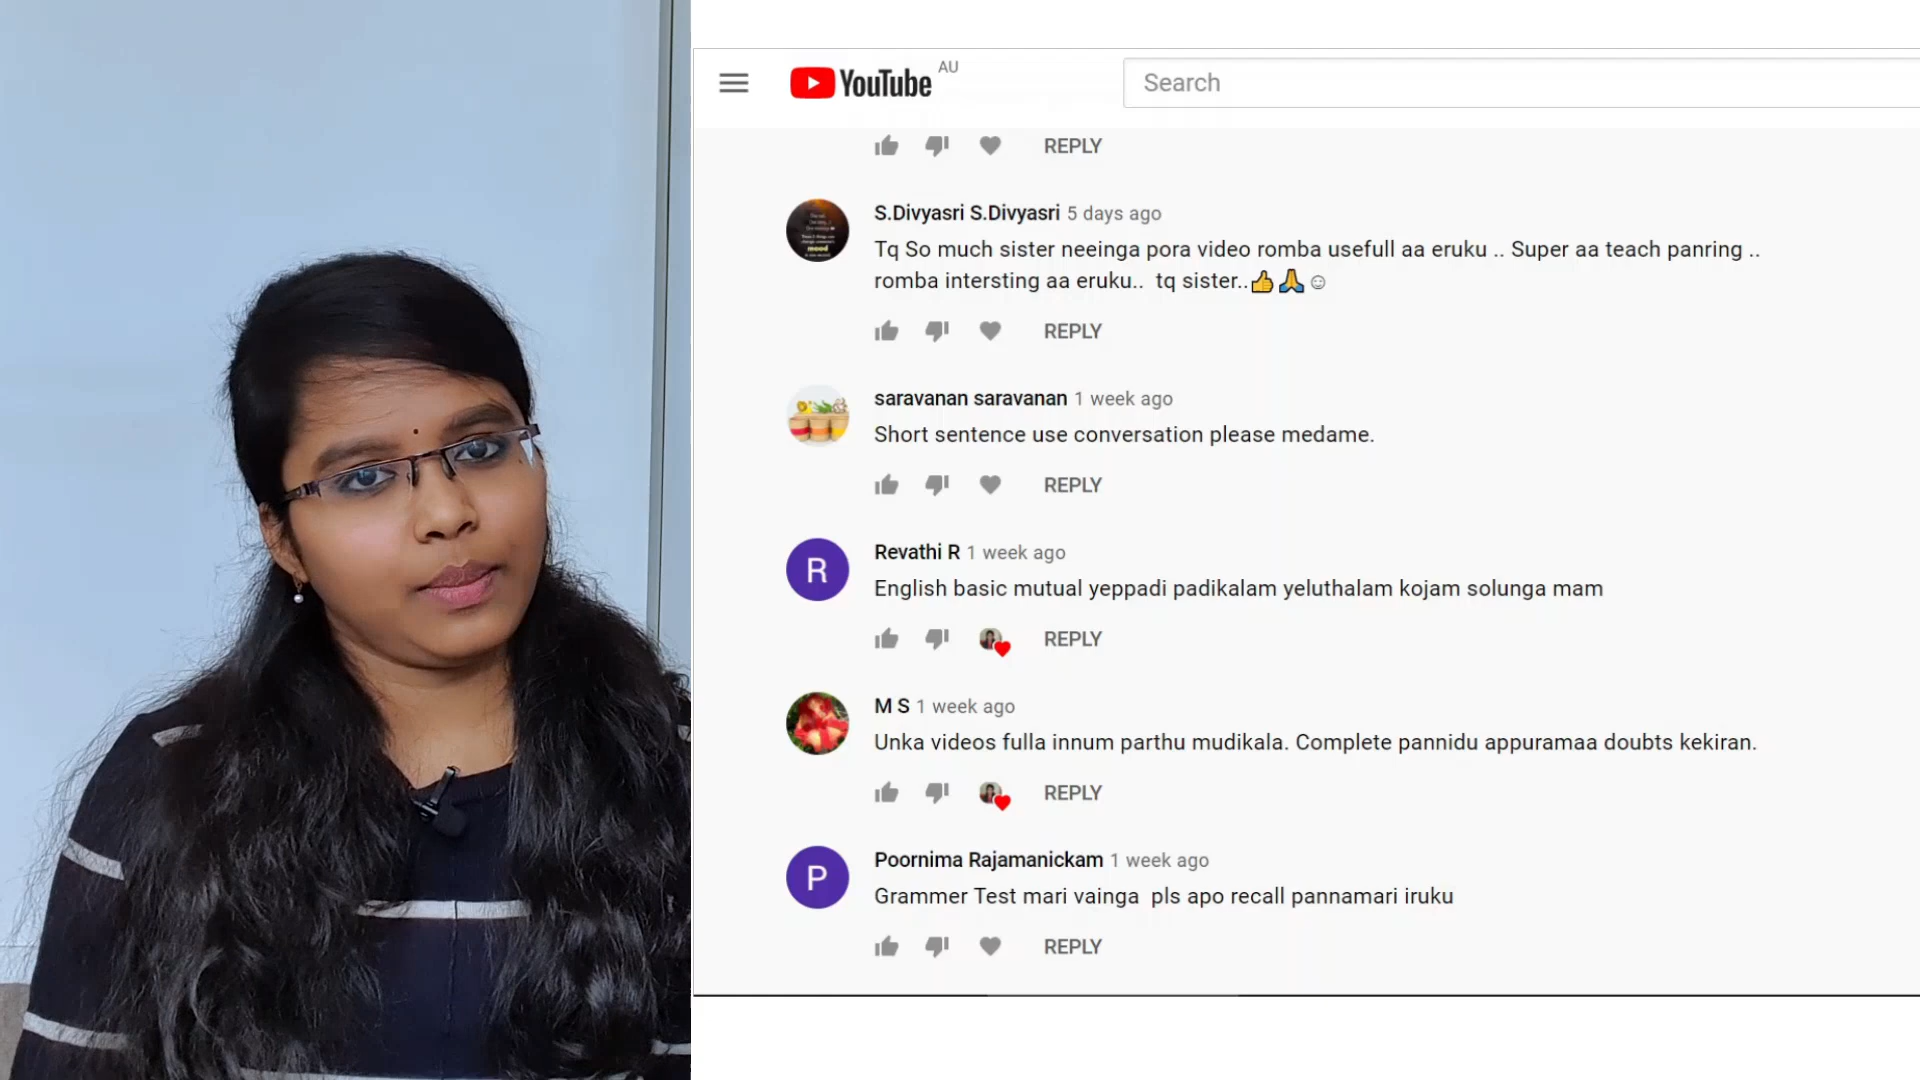 YouTube AU
Search
REPLY
S.Divyasri S.Divyasri 5 days ago
Tq So much sister neeinga pora video romba usefull aa eruku .. Super aa teach panring ..
romba intersting aa eruku.. tq sister..👍🙏☺
REPLY
saravanan saravanan 1 week ago
Short sentence use conversation please medame.
REPLY
R
Revathi R 1 week ago
English basic mutual yeppadi padikalam yeluthalam kojam solunga mam
REPLY
M S 1 week ago
Unka videos fulla innum parthu mudikala. Complete pannidu appuramaa doubts kekiran.
REPLY
P
Poornima Rajamanickam 1 week ago
Grammer Test mari vainga pls apo recall pannamari iruku
REPLY